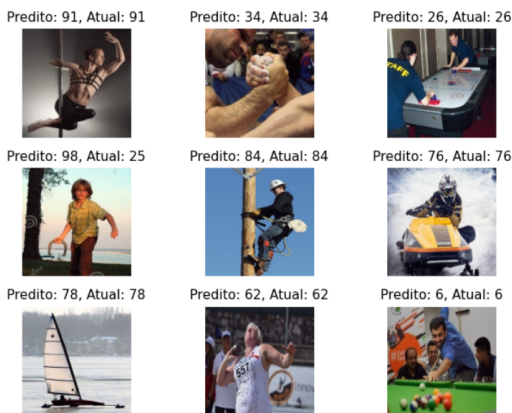 Predito: 91, Atual: 91
Predito: 34, Atual: 34
Predito: 26, Atual: 26
STAFF
Predito: 98, Atual: 25
Predito: 84, Atual: 84
Predito: 76, Atual: 76
Predito: 78, Atual: 78
Predito: 62, Atual: 62
557
Predito: 6, Atual: 6